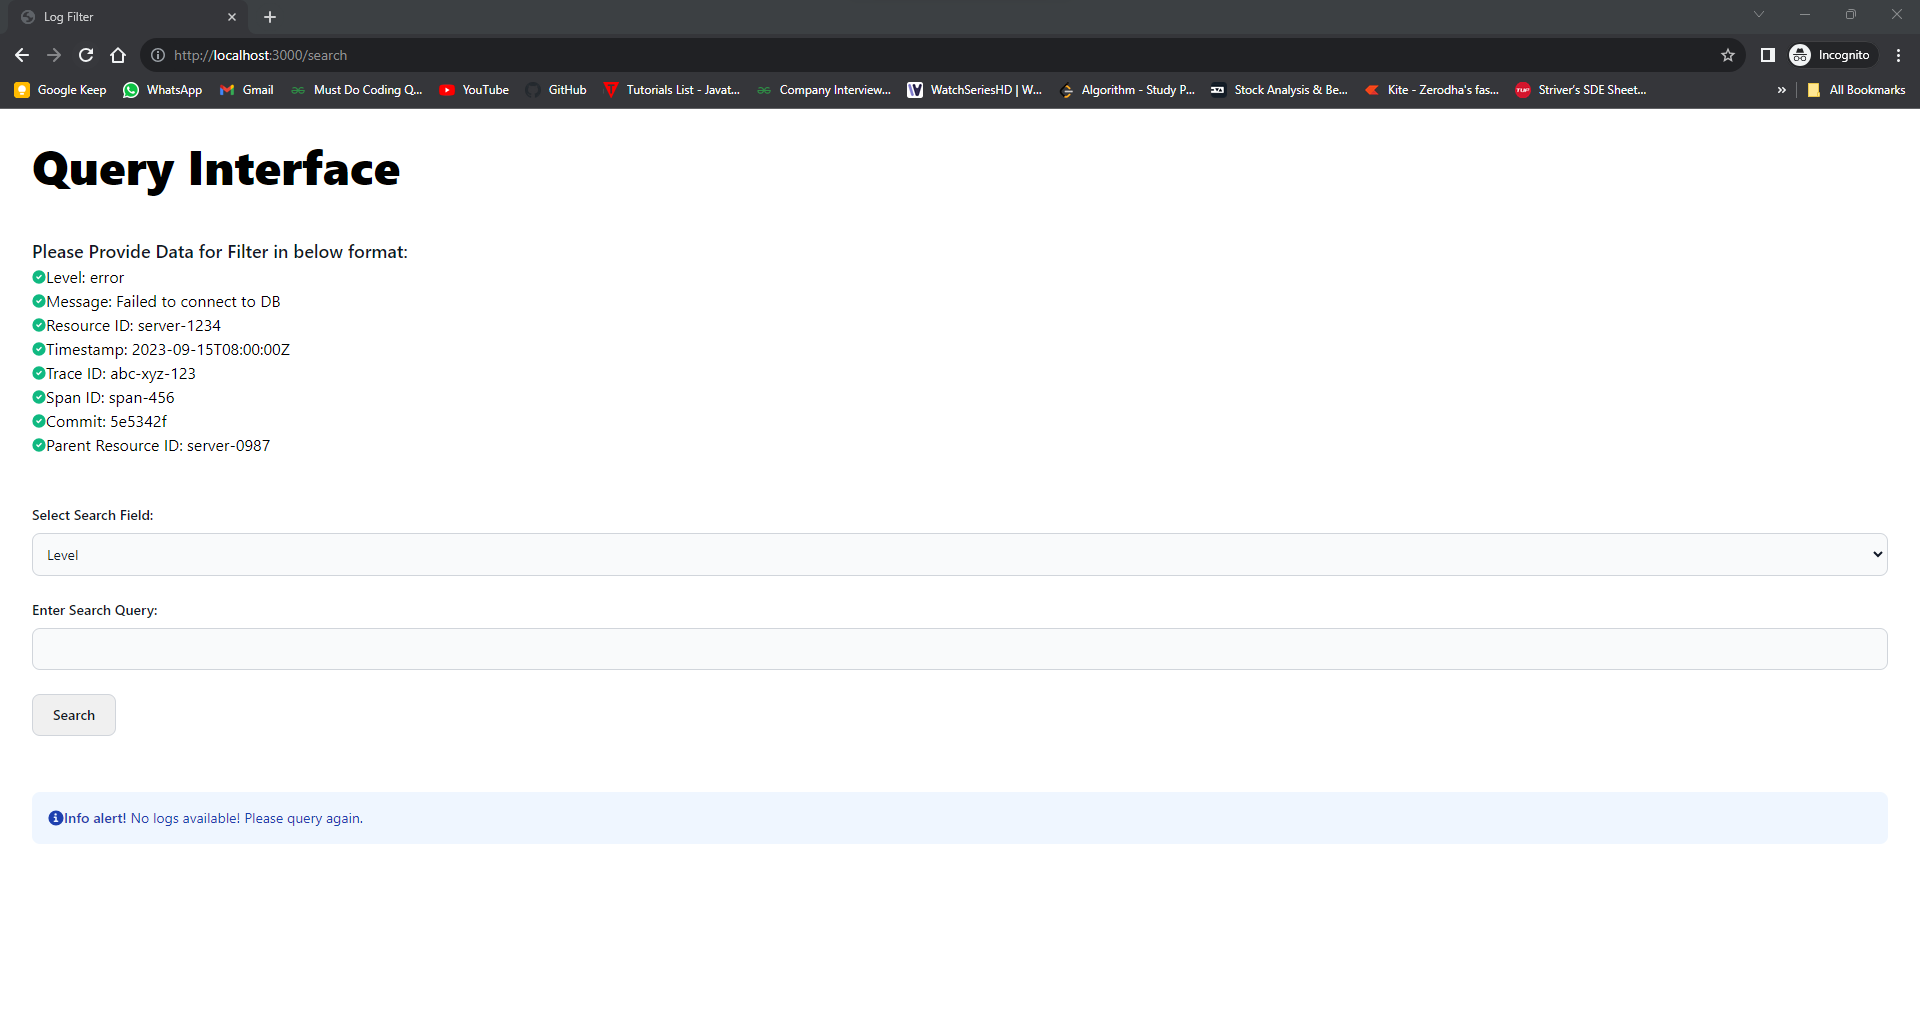 Log Filter
http://localhost:3000/search
Incognito
Google Keep WhatsApp Gmail Must Do Coding Q... YouTube GitHub Tutorials List - Javat... Company Interview... WatchSeriesHD | W... Algorithm - Study P... Stock Analysis & Be... Kite - Zerodha's fas... Striver's SDE Sheet... » All Bookmarks
Query Interface
Please Provide Data for Filter in below format:
Level: error
Message: Failed to connect to DB
Resource ID: server-1234
Timestamp: 2023-09-15T08:00:00Z
Trace ID: abc-xyz-123
Span ID: span-456
Commit: 5e5342f
Parent Resource ID: server-0987
Select Search Field:
Level
Enter Search Query:
Search
Info alert! No logs available! Please query again.